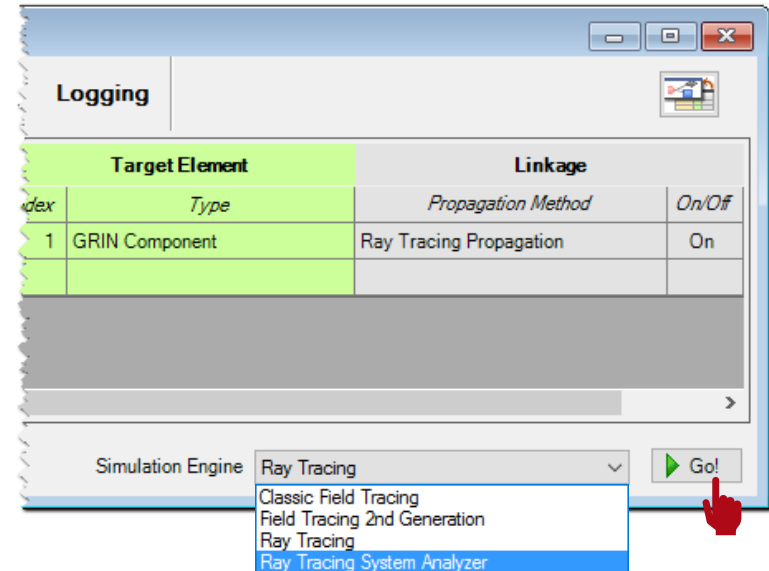 Logging
Target Element Linkage
dex Type Propagation Method On/Off
1 GRIN Component Ray Tracing Propagation On
Simulation Engine Ray Tracing Go!
Classic Field Tracing
Field Tracing 2nd Generation
Ray Tracing
Ray Tracing System Analyzer